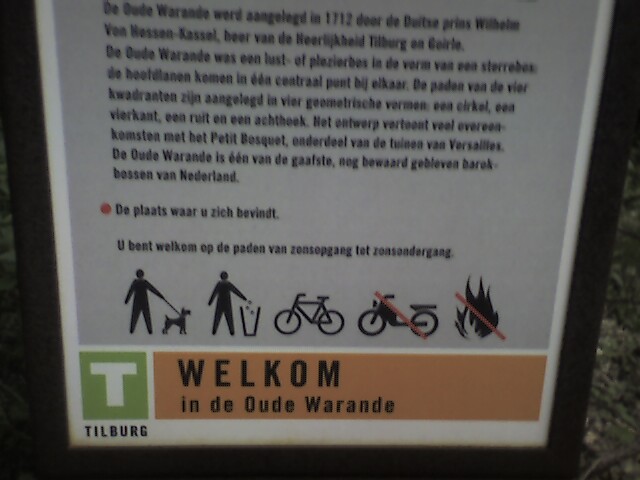 De Oude Warande werd aangelegd in 1712 door de Duitse prins Wilhelm
Von Hessen-Kassel, heer van de Heerlijkheid Tilburg en Goirle.
De Oude Warande was een lust- of plezierbos in de vorm van een sterrebos:
de hoofdlanen komen in één centraal punt bij elkaar. De paden van de vier
kwadranten zijn aangelegd in vier geometrische vormen: een cirkel, een
vierkant, een ruit en een achthoek. Het ontwerp vertoont veel overeen-
komsten met het Petit Bosquet, onderdeel van de tuinen van Versailles.
De Oude Warande is één van de gaafste, nog bewaard gebleven barok-
bossen van Nederland.
De plaats waar u zich bevindt.
U bent welkom op de paden van zonsopgang tot zonsondergang.
T
WELKOM
in de Oude Warande
TILBURG